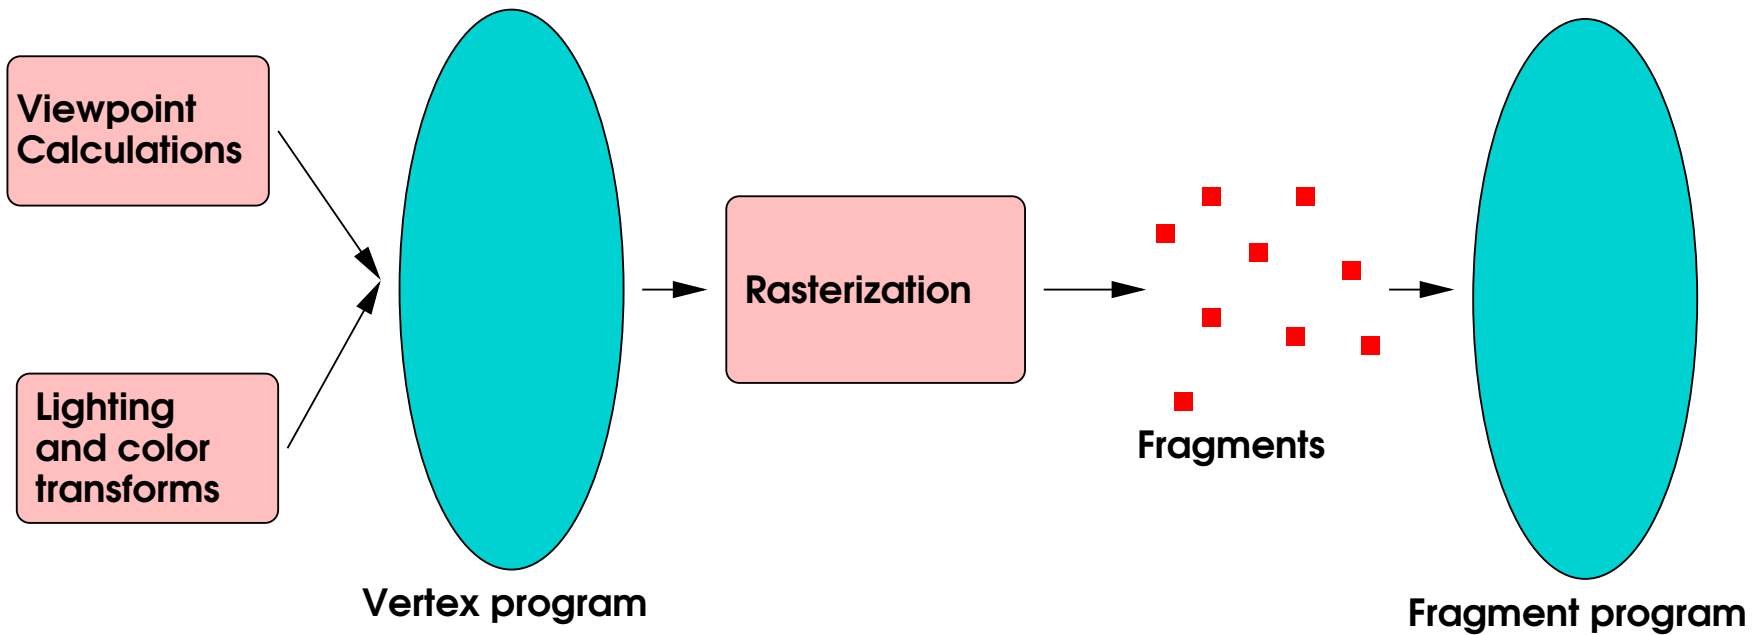 Viewpoint
Calculations
Lighting
and color
transforms
Vertex program
Rasterization
Fragments
Fragment program